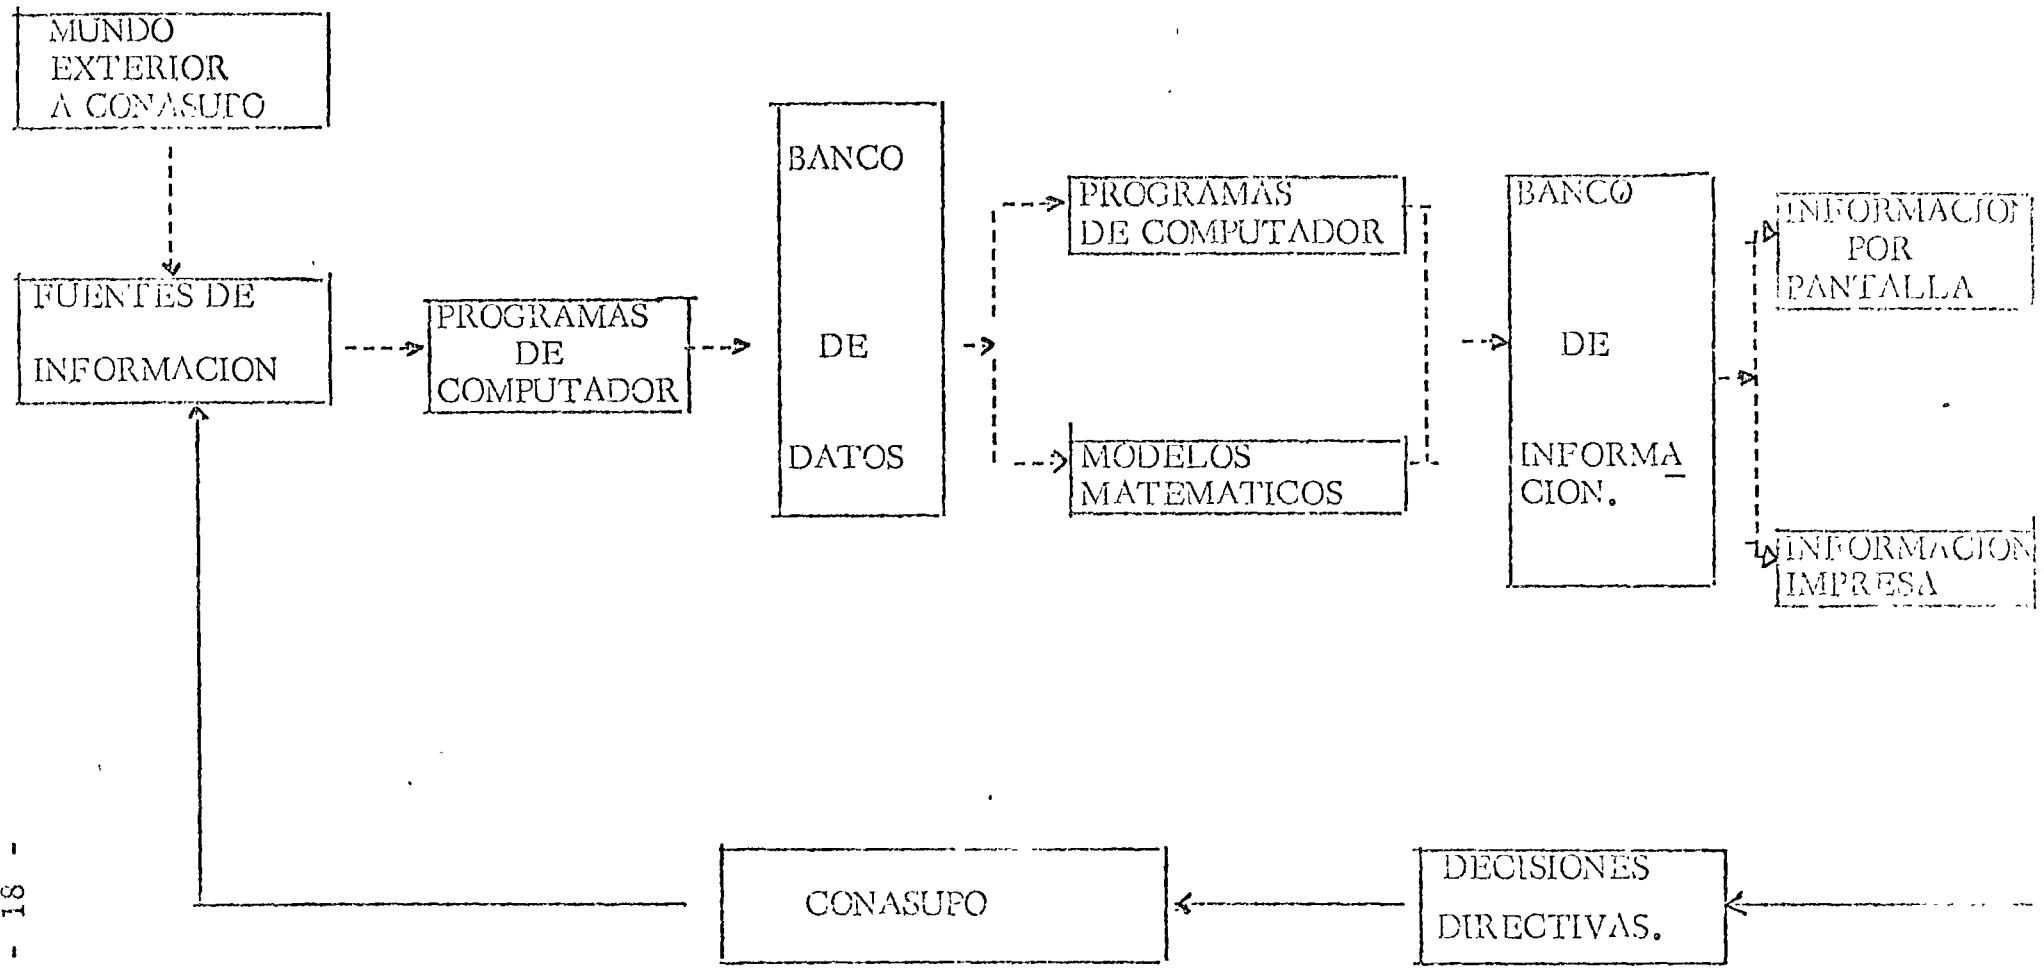 MUNDO
EXTERIOR
A CONASUPO
FUENTES DE
INFORMACION
PROGRAMAS
DE
COMPUTADOR
BANCO
DE
DATOS
PROGRAMAS
DE COMPUTADOR
MODELOS
MATEMATICOS
BANCO
DE
INFORMA
CION.
INFORMACION
POR
PANTALLA
INFORMACION
IMPRESA
DECISIONES
DIRECTIVAS.
CONASUPO
- 18 -